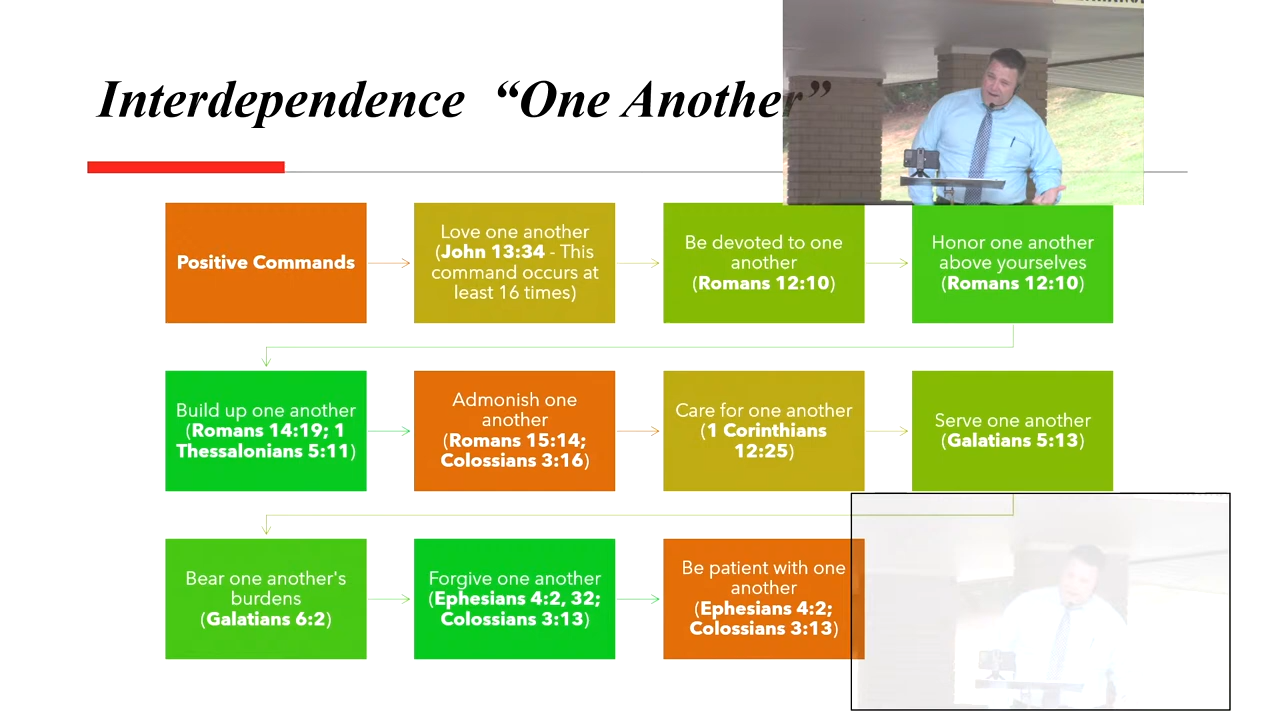 Interdependence “One Another”
Positive Commands
Love one another
(John 13:34 - This
command occurs at
least 16 times)
Be devoted to one
another
(Romans 12:10)
Honor one another
above yourselves
(Romans 12:10)
Build up one another
(Romans 14:19; 1
Thessalonians 5:11)
Admonish one
another
(Romans 15:14;
Colossians 3:16)
Care for one another
(1 Corinthians
12:25)
Serve one another
(Galatians 5:13)
Bear one another's
burdens
(Galatians 6:2)
Forgive one another
(Ephesians 4:2, 32;
Colossians 3:13)
Be patient with one
another
(Ephesians 4:2;
Colossians 3:13)